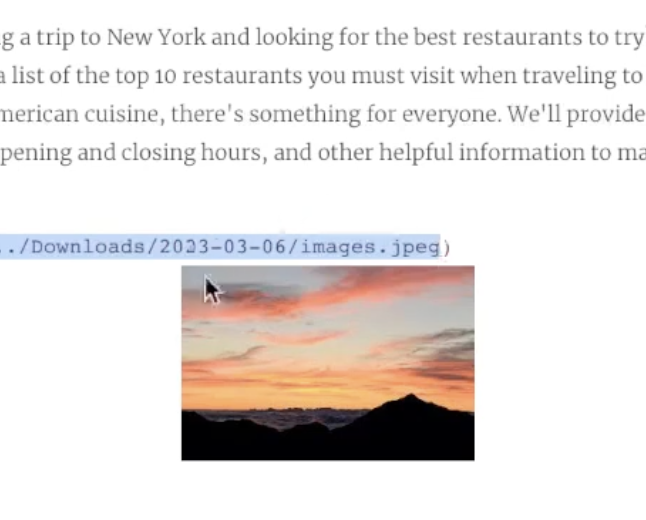 g a trip to New York and looking for the best restaurants to try
a list of the top 10 restaurants you must visit when traveling to
merican cuisine, there's something for everyone. We'll provide
pening and closing hours, and other helpful information to ma
../Downloads/2023-03-06/images.jpeg)